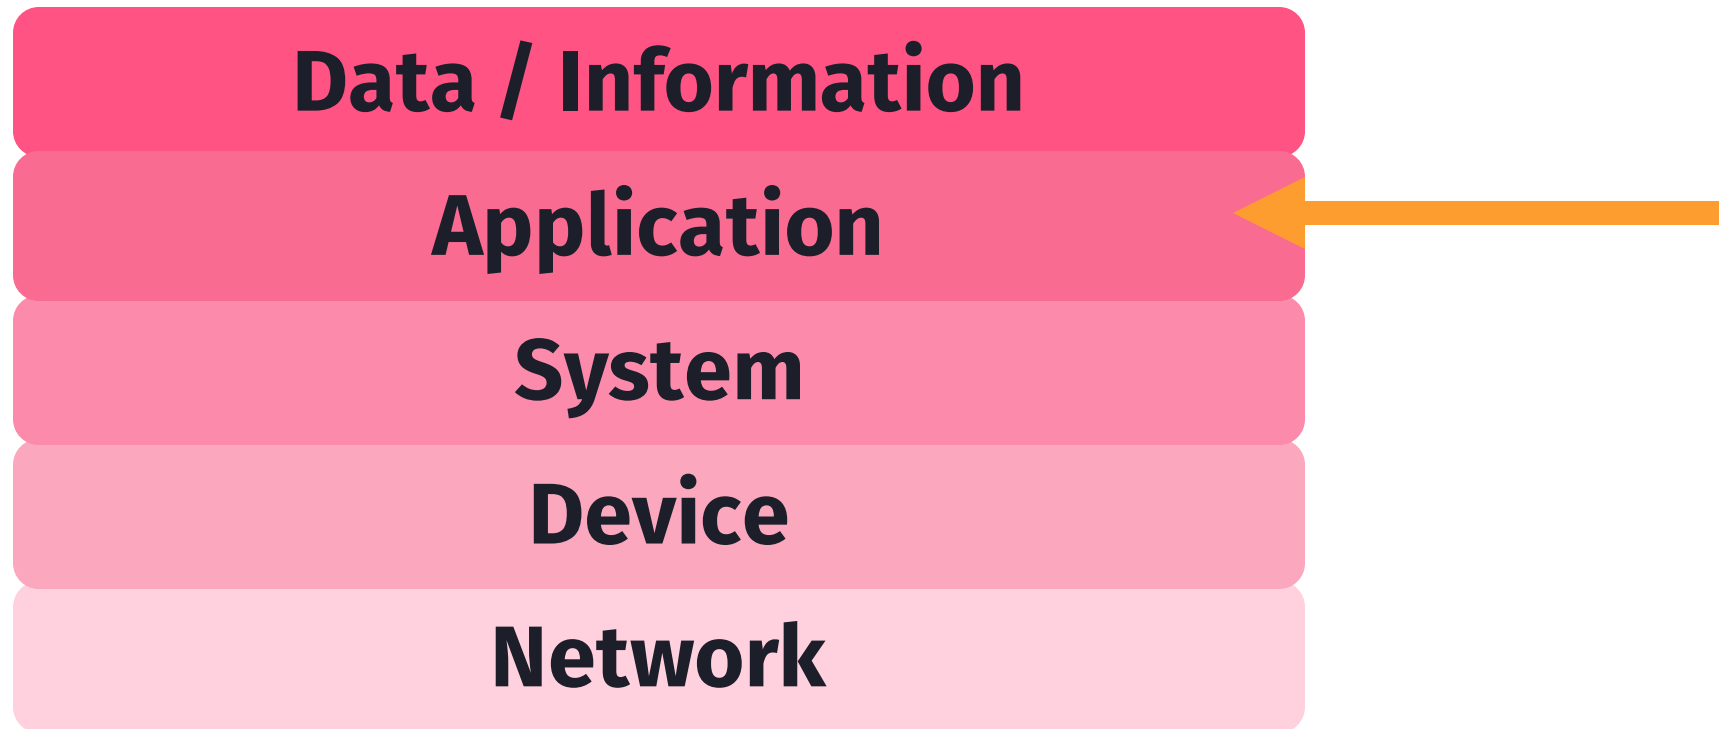 Data / Information
Application
System
Device
Network